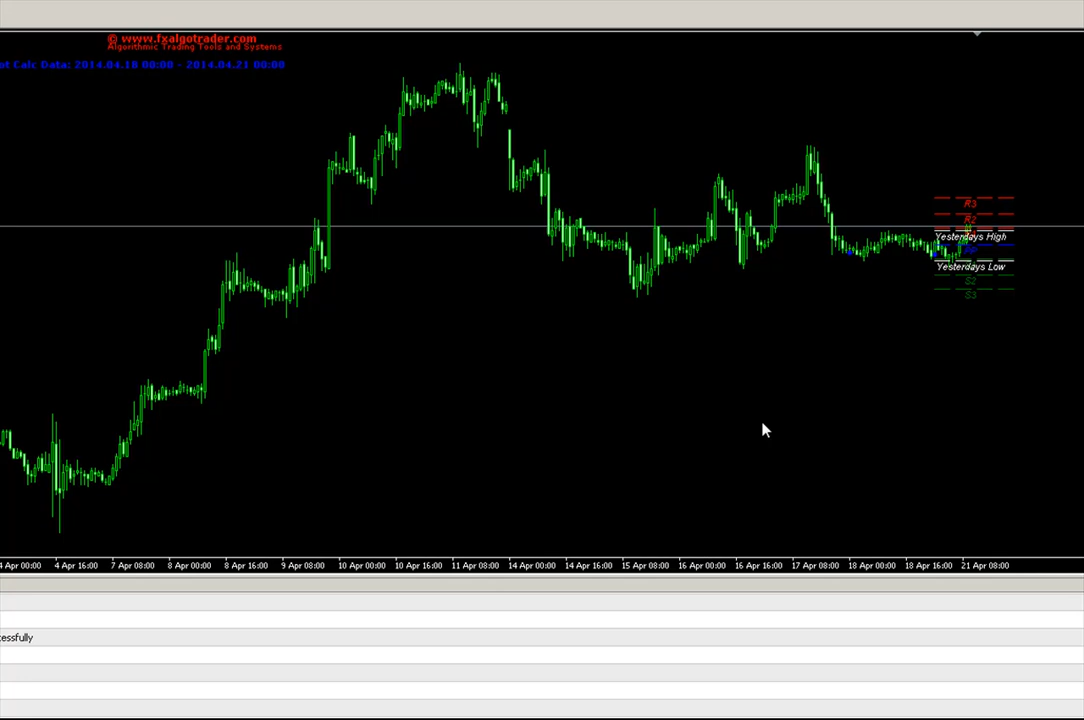 © www.fxalgotrader.com
Algorithmic Trading Tools and Systems
ot Calc Data: 2014.04.18 00:00 - 2014.04.21 00:00
R3
R2
Yesterdays High
Yesterdays Low
S2
S3
4 Apr 00:00 4 Apr 16:00 7 Apr 08:00 8 Apr 00:00 8 Apr 16:00 9 Apr 08:00 10 Apr 00:00 10 Apr 16:00 11 Apr 08:00 14 Apr 00:00 14 Apr 16:00 15 Apr 08:00 16 Apr 00:00 16 Apr 16:00 17 Apr 08:00 18 Apr 00:00 18 Apr 16:00 21 Apr 08:00
cessfully